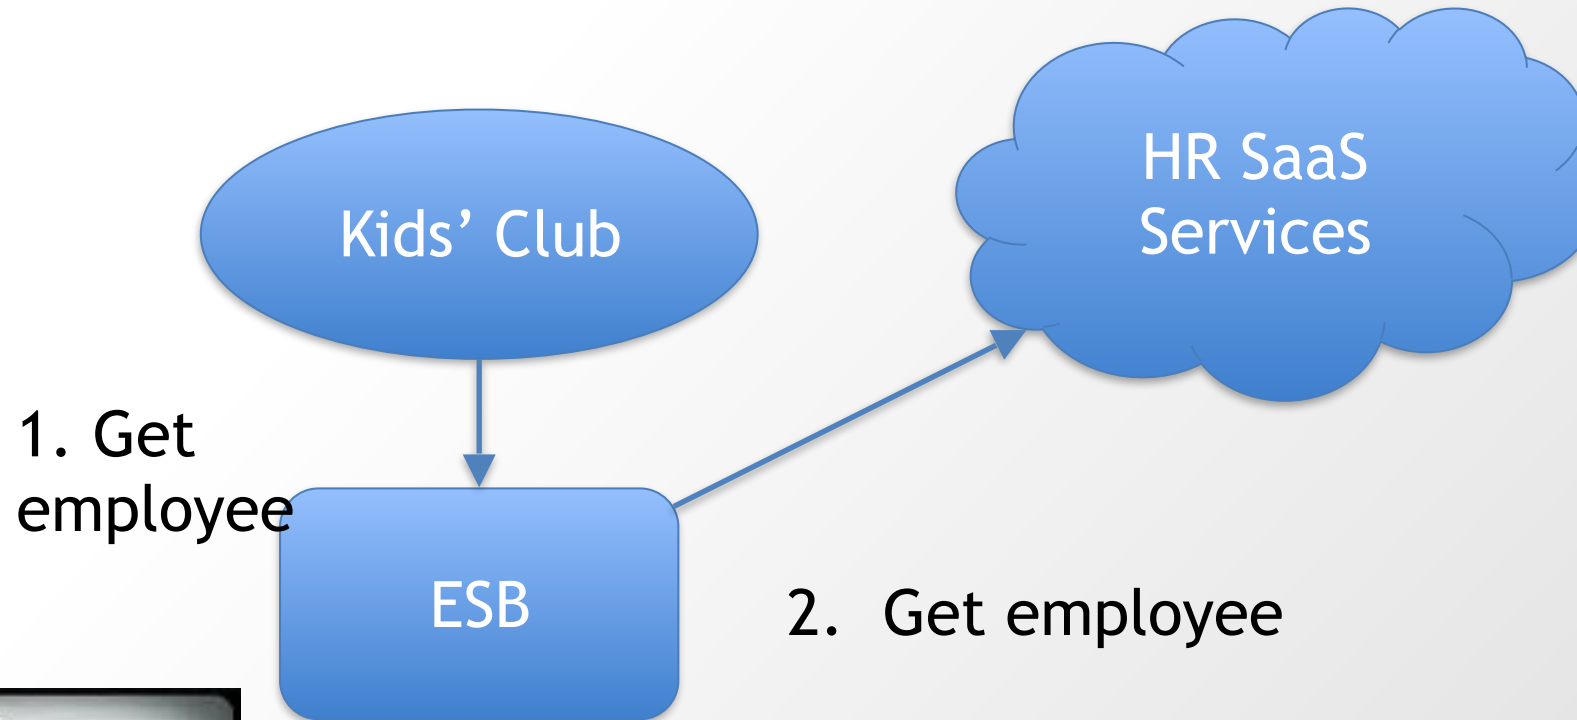 HR SaaS
Services
Kids’ Club
1. Get
employee
ESB
2. Get employee